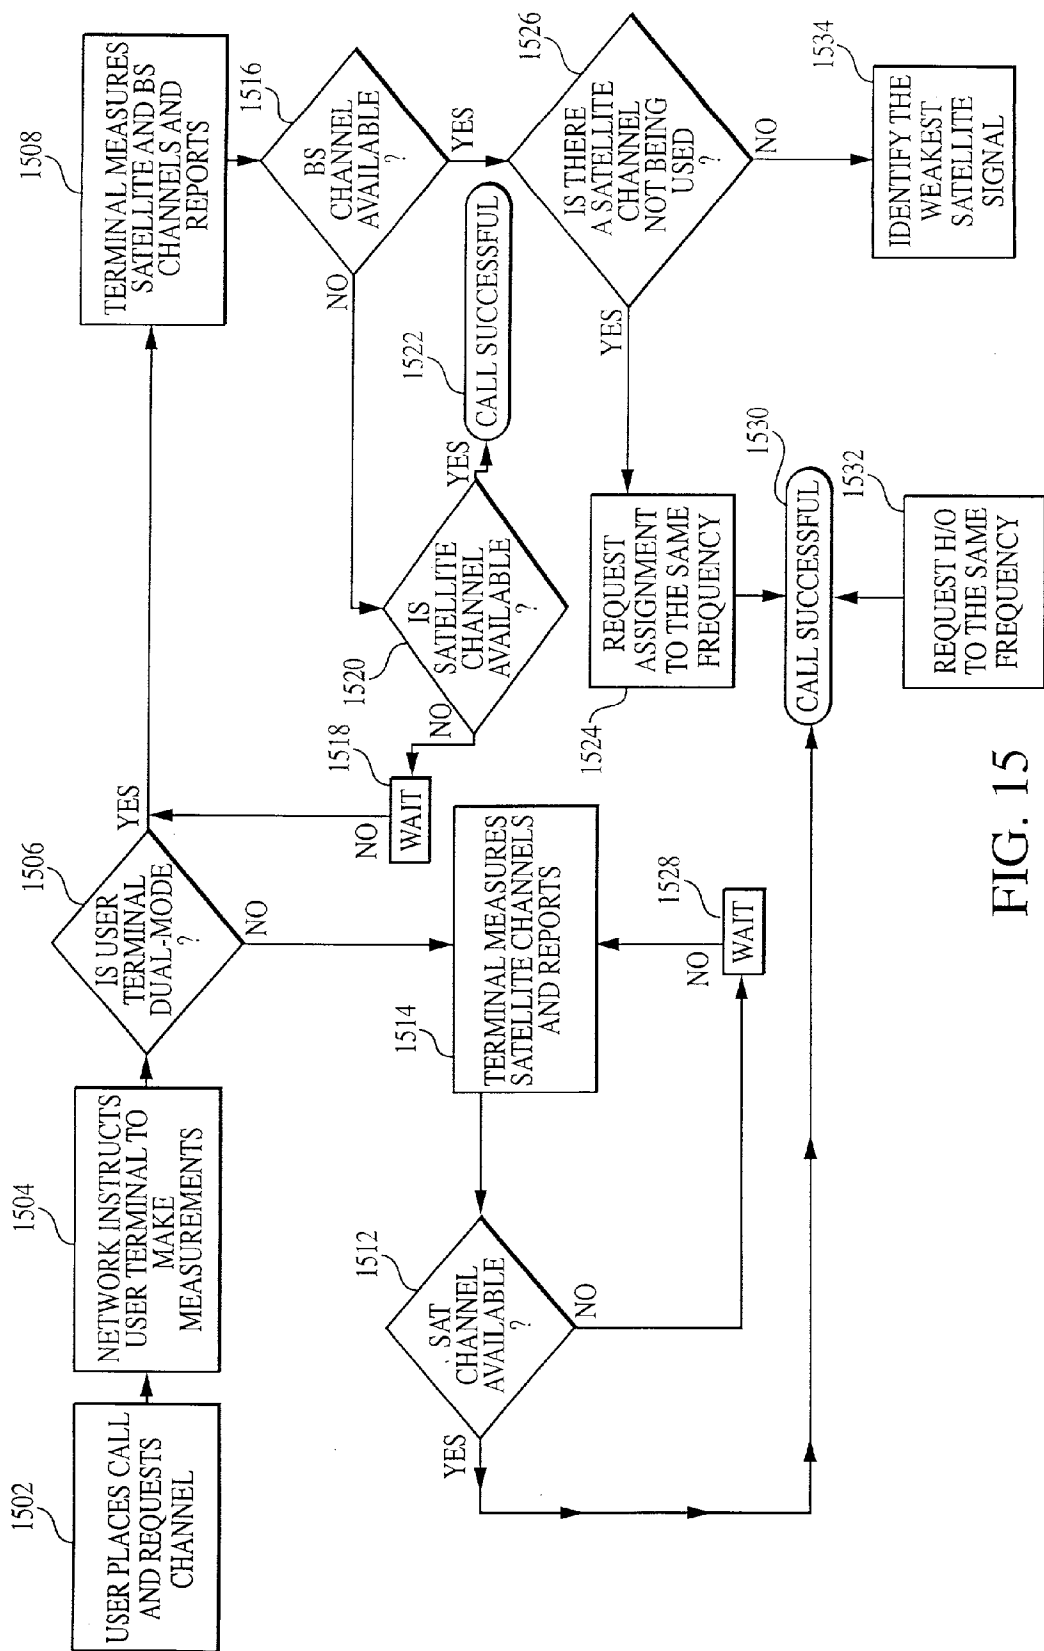 1502
USER PLACES CALL
AND REQUESTS
CHANNEL
1504
NETWORK INSTRUCTS
USER TERMINAL TO
MAKE
MEASUREMENTS
1506
IS USER
TERMINAL
DUAL-MODE
?
YES
NO
1508
TERMINAL MEASURES
SATELLITE AND BS
CHANNELS AND
REPORTS
1516
BS
CHANNEL
AVAILABLE
?
NO
YES
1518
NO
WAIT
1520
IS
SATELLITE
CHANNEL
AVAILABLE
?
NO
YES
1522
CALL SUCCESSFUL
1526
IS THERE
A SATELLITE
CHANNEL
NOT BEING
USED
?
YES
NO
1512
SAT
CHANNEL
AVAILABLE
?
YES
NO
1514
TERMINAL MEASURES
SATELLITE CHANNELS
AND REPORTS
1528
NO
WAIT
1524
REQUEST
ASSIGNMENT
TO THE SAME
FREQUENCY
1530
CALL SUCCESSFUL
1532
REQUEST H/O
TO THE SAME
FREQUENCY
1534
IDENTIFY THE
WEAKEST
SATELLITE
SIGNAL
FIG. 15